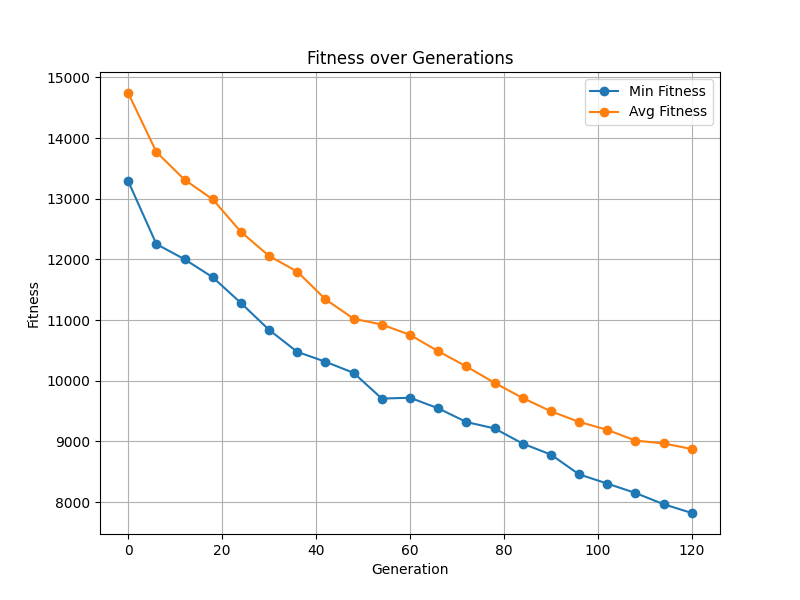 Fitness over Generations
Min Fitness
Avg Fitness
15000
14000
13000
12000
11000
10000
9000
8000
Fitness
0 20 40 60 80 100 120
Generation